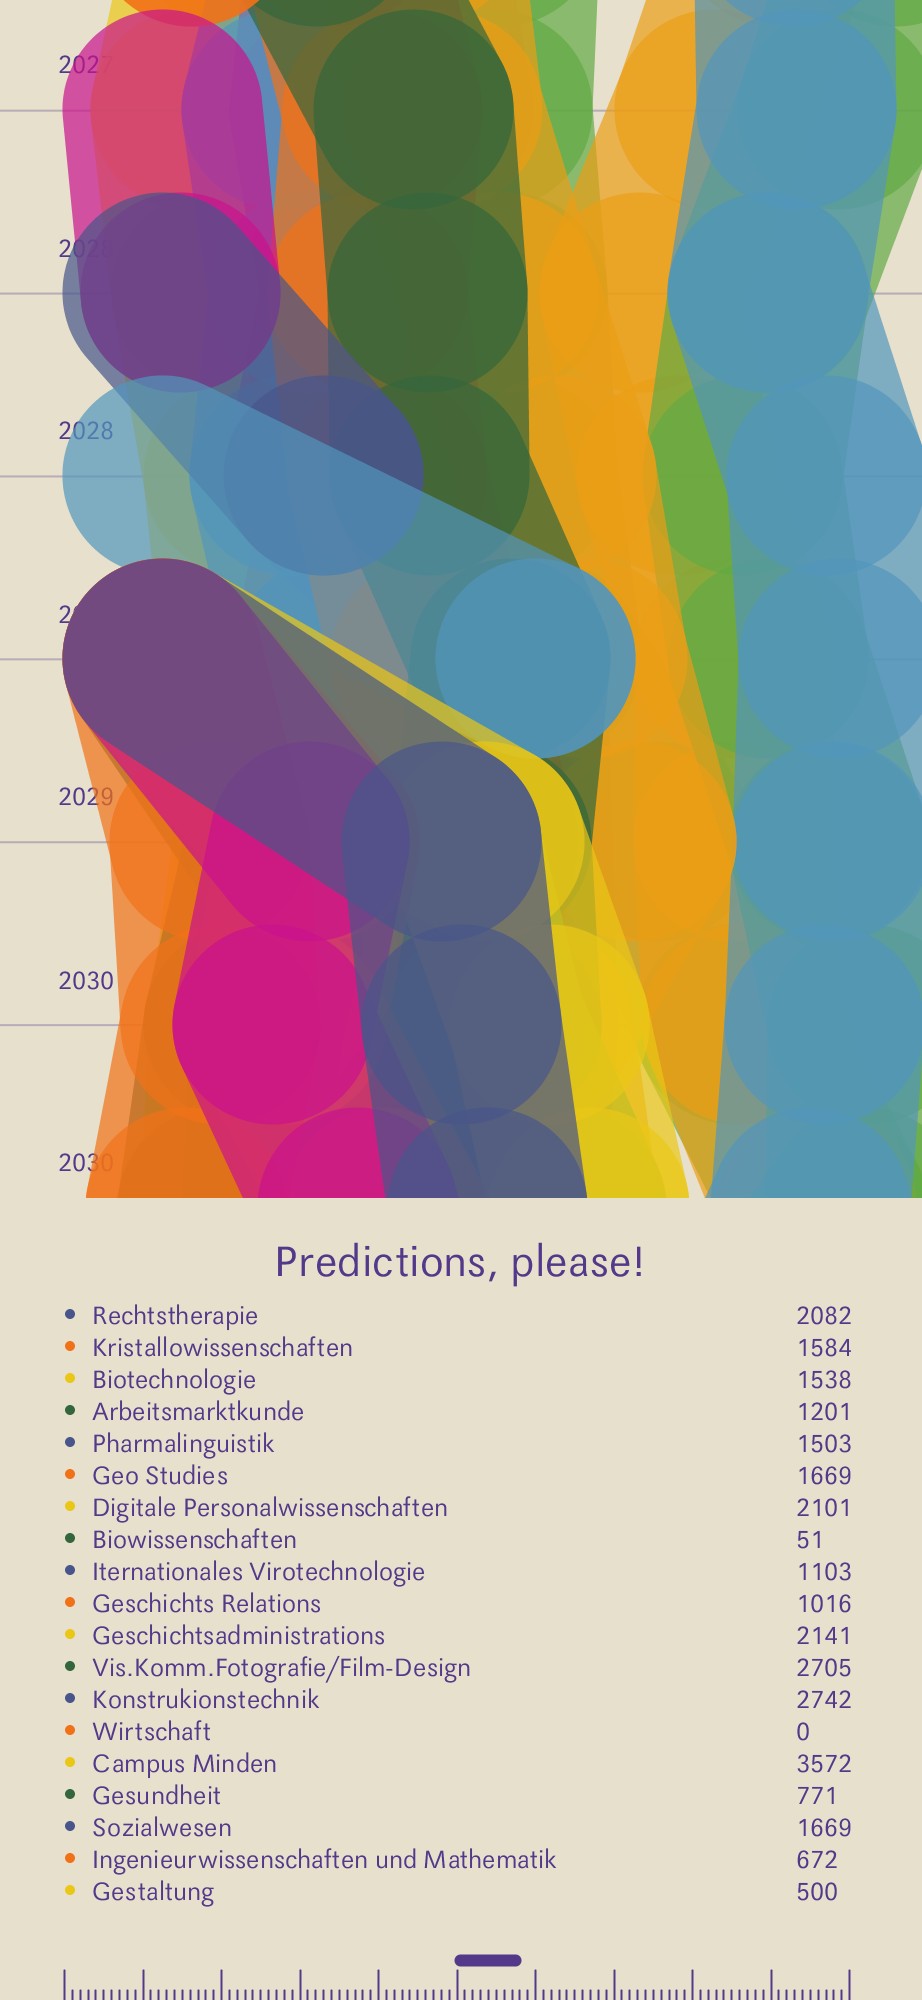 2027
2028
2028
2029
2030
2030
Predictions, please!
Rechtstherapie 2082
Kristallowissenschaften 1584
Biotechnologie 1538
Arbeitsmarktkunde 1201
Pharmalinguistik 1503
Geo Studies 1669
Digitale Personalwissenschaften 2101
Biowissenschaften 51
Iternationales Virotechnologie 1103
Geschichts Relations 1016
Geschichtsadministrations 2141
Vis.Komm.Fotografie/Film-Design 2705
Konstrukionstechnik 2742
Wirtschaft 0
Campus Minden 3572
Gesundheit 771
Sozialwesen 1669
Ingenieurwissenschaften und Mathematik 672
Gestaltung 500